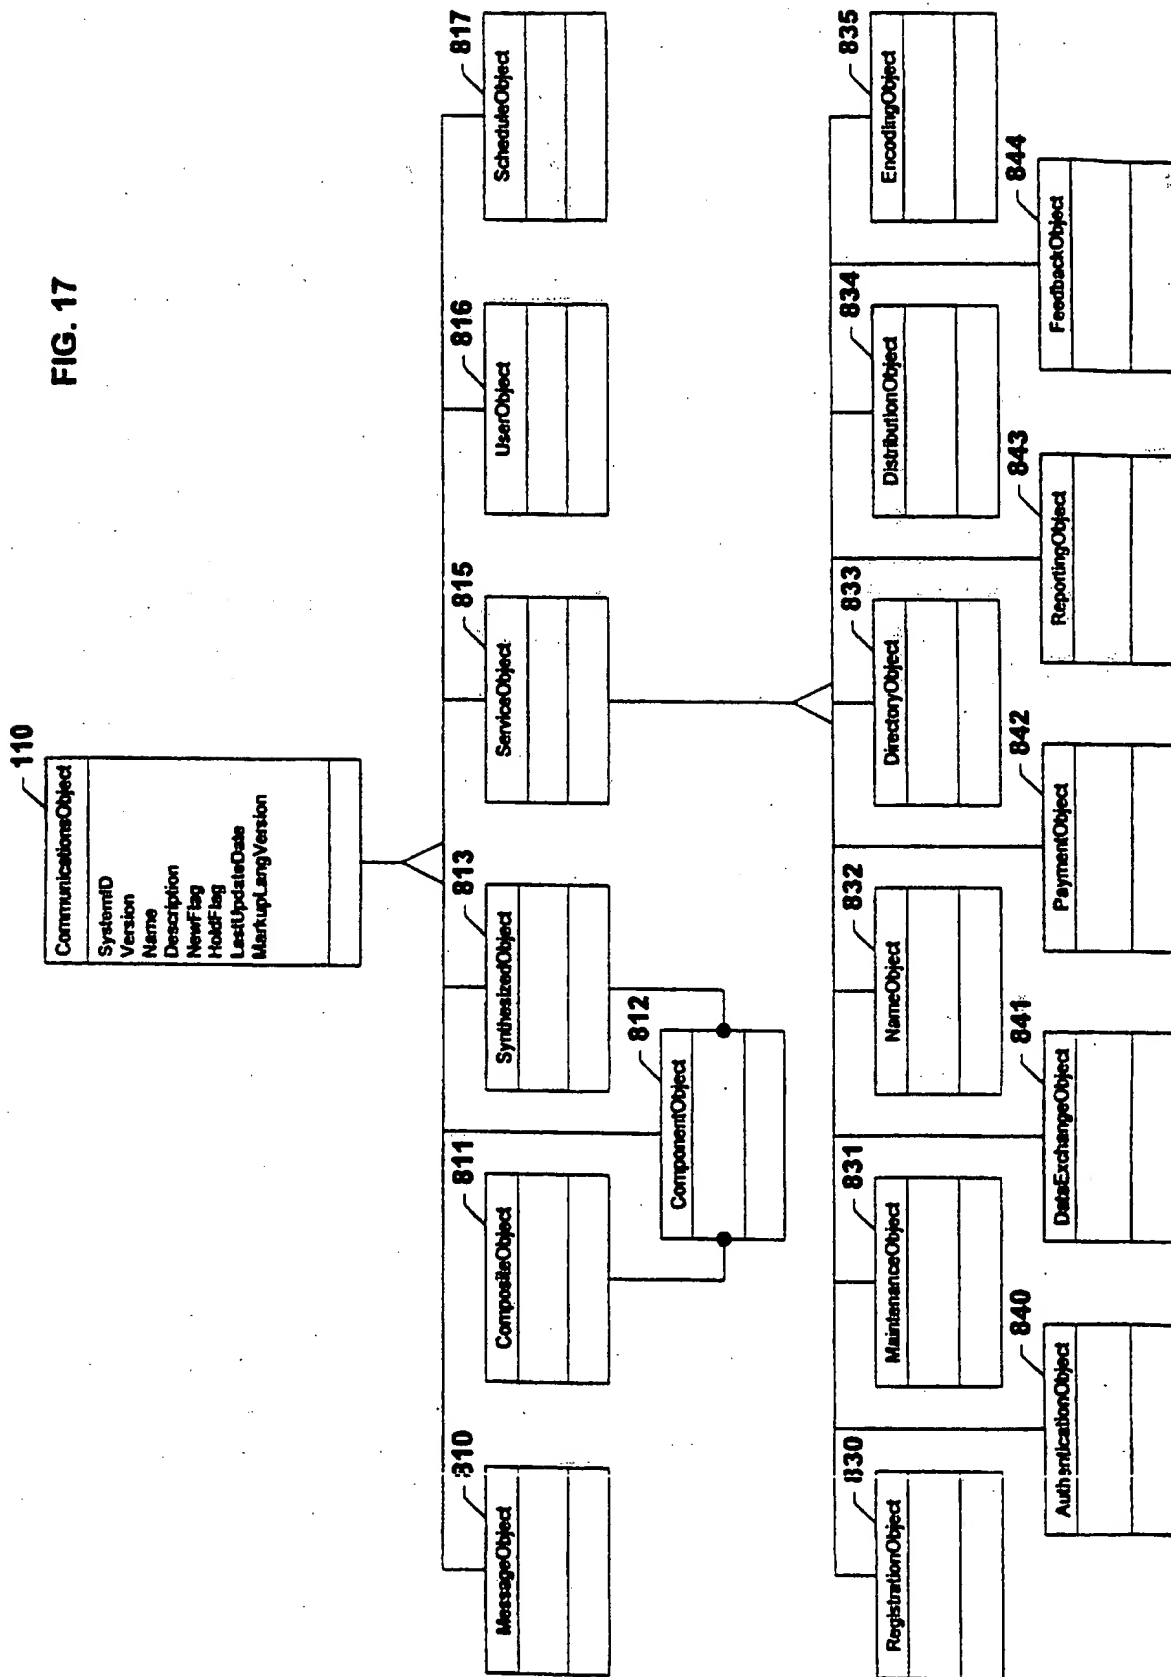 FIG. 17
110
CommunicationsObject
SystemID
Version
Name
Description
NewFlag
HoldFlag
LastUpdateDate
MarkupLangVersion
810
MessageObject
811
CompositeObject
813
SynthesizedObject
815
ServiceObject
816
UserObject
817
ScheduleObject
812
ComponentObject
830
RegistrationObject
831
MaintenanceObject
832
NameObject
833
DirectoryObject
834
DistributionObject
835
EncodingObject
840
AuthenticationObject
841
DataExchangeObject
842
PaymentObject
843
ReportingObject
844
FeedbackObject